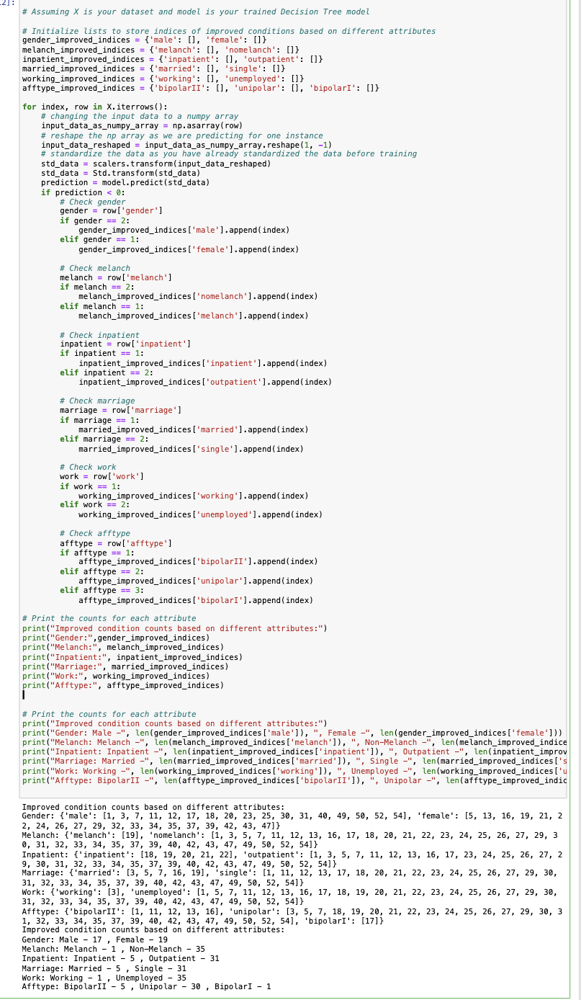 12]:
# Assuming X is your dataset and model is your trained Decision Tree model
# Initialize lists to store indices of improved conditions based on different attributes
gender_improved_indices = {'male': [], 'female': []}
melanch_improved_indices = {'melanch': [], 'nomelanch': []}
inpatient_improved_indices = {'inpatient': [], 'outpatient': []}
married_improved_indices = {'married': [], 'single': []}
working_improved_indices = {'working': [], 'unemployed': []}
afftype_improved_indices = {'bipolarII': [], 'unipolar': [], 'bipolarI': []}
for index, row in X.iterrows():
    # changing the input data to a numpy array
    input_data_as_numpy_array = np.asarray(row)
    # reshape the np array as we are predicting for one instance
    input_data_reshaped = input_data_as_numpy_array.reshape(1, -1)
    # standardize the data as you have already standardized the data before training
    std_data = scalers.transform(input_data_reshaped)
    std_data = Std.transform(std_data)
    prediction = model.predict(std_data)
    if prediction < 0:
        # Check gender
        gender = row['gender']
        if gender == 2:
            gender_improved_indices['male'].append(index)
        elif gender == 1:
            gender_improved_indices['female'].append(index)
        # Check melanch
        melanch = row['melanch']
        if melanch == 2:
            melanch_improved_indices['nomelanch'].append(index)
        elif melanch == 1:
            melanch_improved_indices['melanch'].append(index)
        # Check inpatient
        inpatient = row['inpatient']
        if inpatient == 1:
            inpatient_improved_indices['inpatient'].append(index)
        elif inpatient == 2:
            inpatient_improved_indices['outpatient'].append(index)
        # Check marriage
        marriage = row['marriage']
        if marriage == 1:
            married_improved_indices['married'].append(index)
        elif marriage == 2:
            married_improved_indices['single'].append(index)
        # Check work
        work = row['work']
        if work == 1:
            working_improved_indices['working'].append(index)
        elif work == 2:
            working_improved_indices['unemployed'].append(index)
        # Check afftype
        afftype = row['afftype']
        if afftype == 1:
            afftype_improved_indices['bipolarII'].append(index)
        elif afftype == 2:
            afftype_improved_indices['unipolar'].append(index)
        elif afftype == 3:
            afftype_improved_indices['bipolarI'].append(index)
# Print the counts for each attribute
print("Improved condition counts based on different attributes:")
print("Gender:",gender_improved_indices)
print("Melanch:", melanch_improved_indices)
print("Inpatient:", inpatient_improved_indices)
print("Marriage:", married_improved_indices)
print("Work:", working_improved_indices)
print("Afftype:", afftype_improved_indices)
# Print the counts for each attribute
print("Improved condition counts based on different attributes:")
print("Gender: Male -", len(gender_improved_indices['male']), ", Female -", len(gender_improved_indices['female']))
print("Melanch: Melanch -", len(melanch_improved_indices['melanch']), ", Non-Melanch -", len(melanch_improved_indice
print("Inpatient: Inpatient -", len(inpatient_improved_indices['inpatient']), ", Outpatient -", len(inpatient_improv
print("Marriage: Married -", len(married_improved_indices['married']), ", Single -", len(married_improved_indices['s
print("Work: Working -", len(working_improved_indices['working']), ", Unemployed -", len(working_improved_indices['u
print("Afftype: BipolarII -", len(afftype_improved_indices['bipolarII']), ", Unipolar -", len(afftype_improved_indic
Improved condition counts based on different attributes:
Gender: {'male': [1, 3, 7, 11, 12, 17, 18, 20, 23, 25, 30, 31, 40, 49, 50, 52, 54], 'female': [5, 13, 16, 19, 21, 2
2, 24, 26, 27, 29, 32, 33, 34, 35, 37, 39, 42, 43, 47]}
Melanch: {'melanch': [19], 'nomelanch': [1, 3, 5, 7, 11, 12, 13, 16, 17, 18, 20, 21, 22, 23, 24, 25, 26, 27, 29, 3
0, 31, 32, 33, 34, 35, 37, 39, 40, 42, 43, 47, 49, 50, 52, 54]}
Inpatient: {'inpatient': [18, 19, 20, 21, 22], 'outpatient': [1, 3, 5, 7, 11, 12, 13, 16, 17, 23, 24, 25, 26, 27, 2
9, 30, 31, 32, 33, 34, 35, 37, 39, 40, 42, 43, 47, 49, 50, 52, 54]}
Marriage: {'married': [3, 5, 7, 16, 19], 'single': [1, 11, 12, 13, 17, 18, 20, 21, 22, 23, 24, 25, 26, 27, 29, 30,
31, 32, 33, 34, 35, 37, 39, 40, 42, 43, 47, 49, 50, 52, 54]}
Work: {'working': [3], 'unemployed': [1, 5, 7, 11, 12, 13, 16, 17, 18, 19, 20, 21, 22, 23, 24, 25, 26, 27, 29, 30,
31, 32, 33, 34, 35, 37, 39, 40, 42, 43, 47, 49, 50, 52, 54]}
Afftype: {'bipolarII': [1, 11, 12, 13, 16], 'unipolar': [3, 5, 7, 18, 19, 20, 21, 22, 23, 24, 25, 26, 27, 29, 30, 3
1, 32, 33, 34, 35, 37, 39, 40, 42, 43, 47, 49, 50, 52, 54], 'bipolarI': [17]}
Improved condition counts based on different attributes:
Gender: Male - 17 , Female - 19
Melanch: Melanch - 1 , Non-Melanch - 35
Inpatient: Inpatient - 5 , Outpatient - 31
Marriage: Married - 5 , Single - 31
Work: Working - 1 , Unemployed - 35
Afftype: BipolarII - 5 , Unipolar - 30 , BipolarI - 1